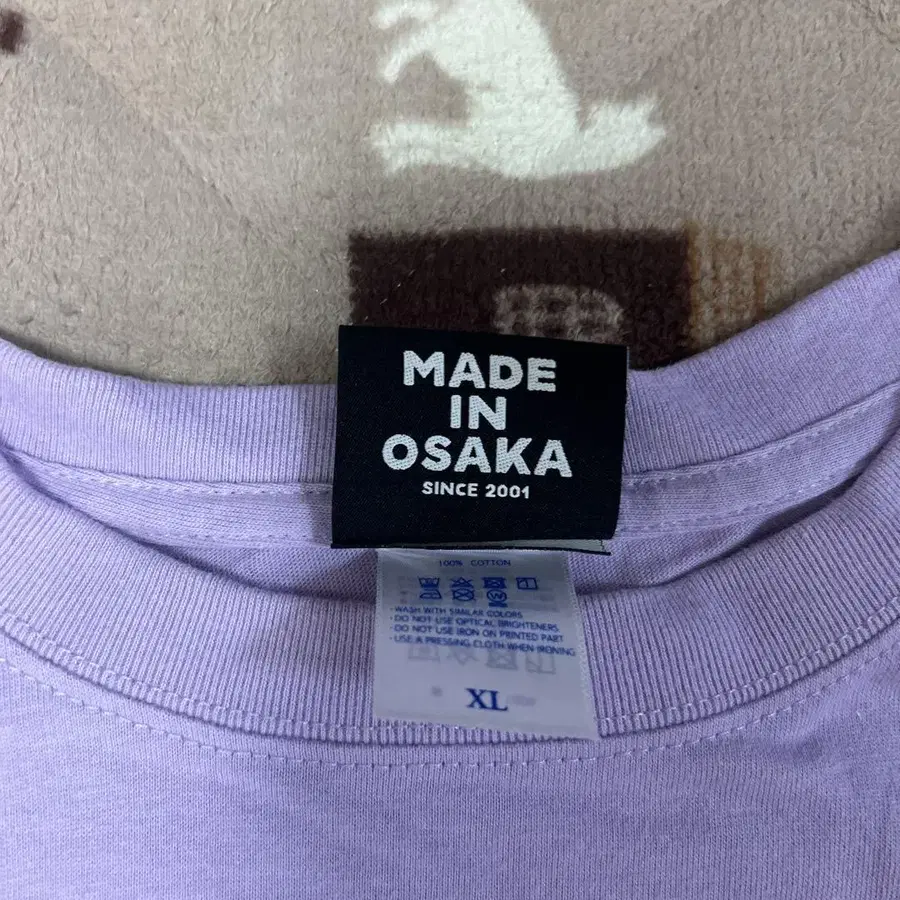 MADE
IN
OSAKA
SINCE 2001
100% COTTON
・WASH WITH SIMILAR COLORS
・DO NOT USE OPTICAL BRIGHTENERS
・DO NOT USE IRON ON PRINTED PART
・USE A PRESSING CLOTH WHEN IRONING
XL